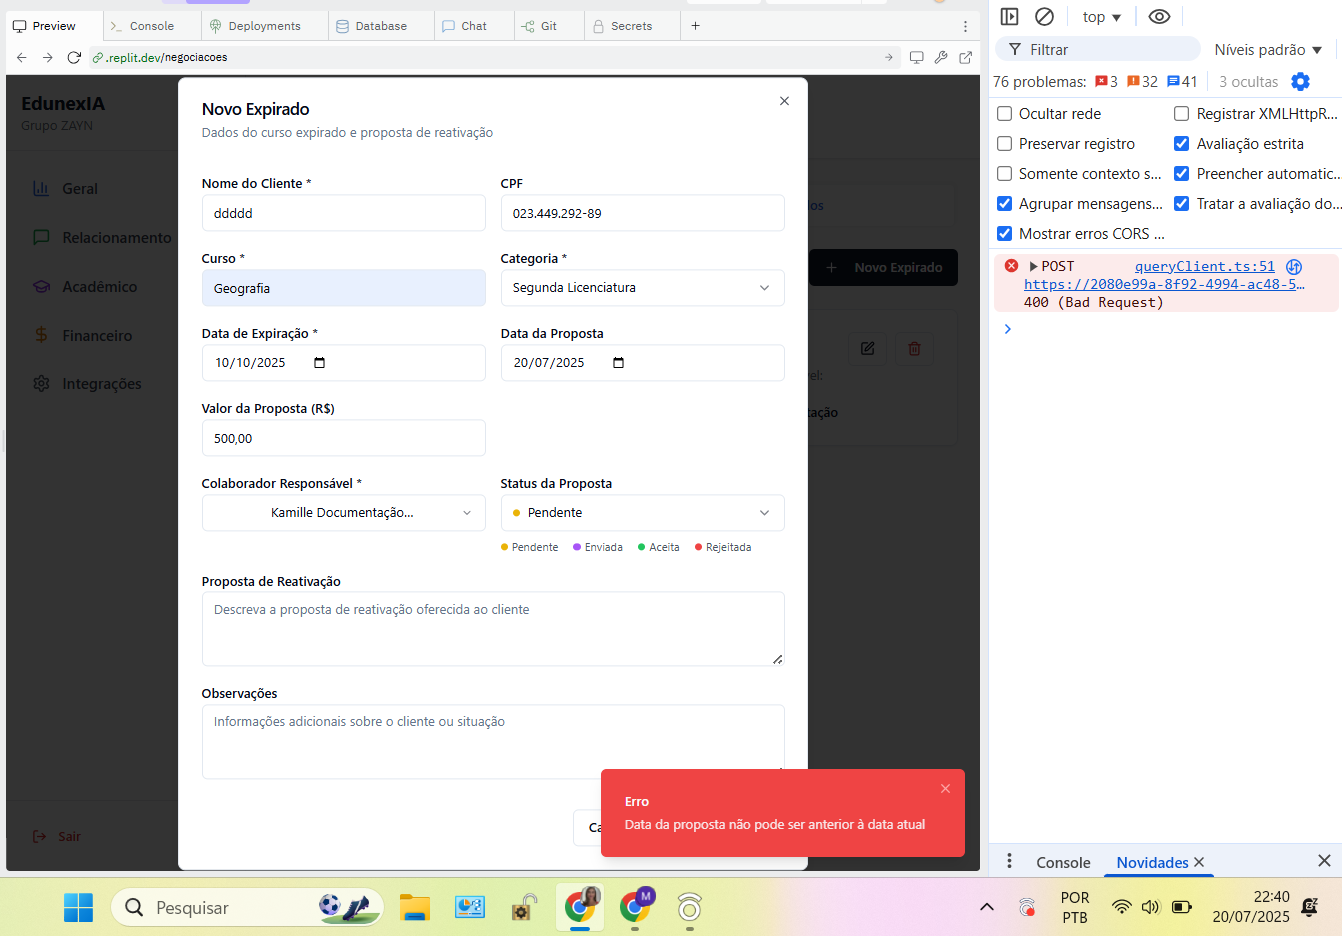 Preview
Console
Deployments
Database
Chat
Git
Secrets
.replit.dev/negociacoes
EdunexIA
Grupo ZAYN
Geral
Relacionamento
Acadêmico
Financeiro
Integrações
Sair
Novo Expirado
Dados do curso expirado e proposta de reativação
Nome do Cliente *
CPF
ddddd
023.449.292-89
Curso *
Categoria *
Geografia
Segunda Licenciatura
Data de Expiração *
Data da Proposta
10/10/2025
20/07/2025
Valor da Proposta (R$)
500,00
Colaborador Responsável *
Status da Proposta
Kamille Documentação...
Pendente
Pendente
Enviada
Aceita
Rejeitada
Proposta de Reativação
Descreva a proposta de reativação oferecida ao cliente
Observações
Informações adicionais sobre o cliente ou situação
Ca
+ Novo Expirado
Erro
Data da proposta não pode ser anterior à data atual
top
Filtrar
Níveis padrão
76 problemas: 3 32 41 3 ocultas
Ocultar rede
Registrar XMLHttpR...
Preservar registro
Avaliação estrita
Somente contexto s...
Preencher automatic...
Agrupar mensagens...
Tratar a avaliação do...
Mostrar erros CORS ...
POST queryClient.ts:51
https://2080e99a-8f92-4994-ac48-5…
400 (Bad Request)
Console
Novidades
Pesquisar
POR
PTB
22:40
20/07/2025